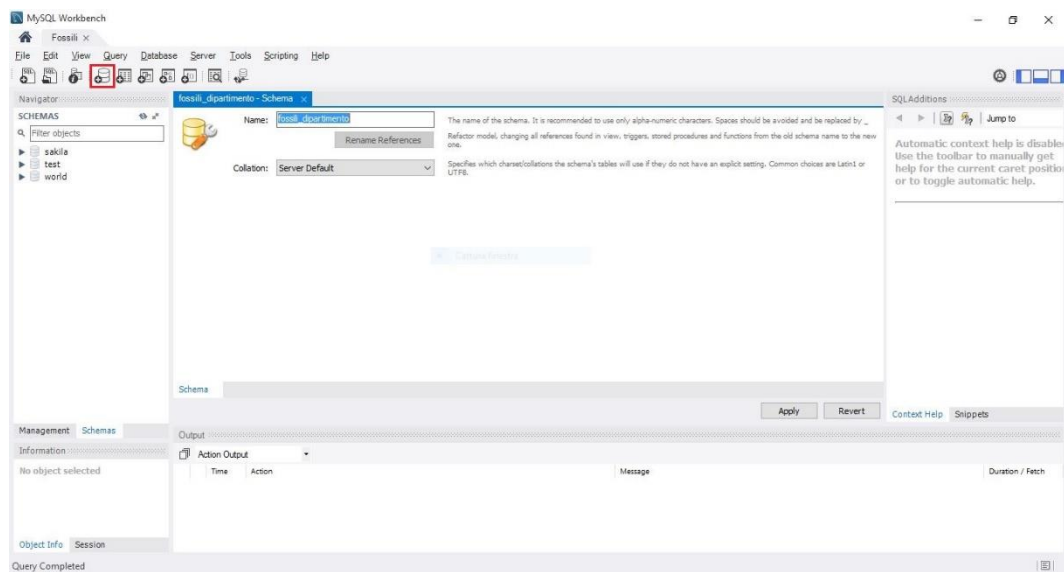 MySQL Workbench
Fossili ×
File Edit View Query Database Server Tools Scripting Help
Navigator
SCHEMAS
Filter objects
sakila
test
world
Management Schemas
Information
No object selected
Object Info Session
Query Completed
fossili_dipartimento - Schema ×
Name: fossili_dipartimento
Rename References
Collation: Server Default
The name of the schema. It is recommended to use only alpha-numeric characters. Spaces should be avoided and be replaced by _
Refactor model, changing all references found in view, triggers, stored procedures and functions from the old schema name to the new
one.
Specifies which charset/collations the schema's tables will use if they do not have an explicit setting. Common choices are Latin1 or
UTF8.
Schema
Apply Revert
Output
Action Output
Time Action Message Duration / Fetch
SQLAdditions
Jump to
Automatic context help is disable
Use the toolbar to manually get
help for the current caret positio
or to toggle automatic help.
Context Help Snippets